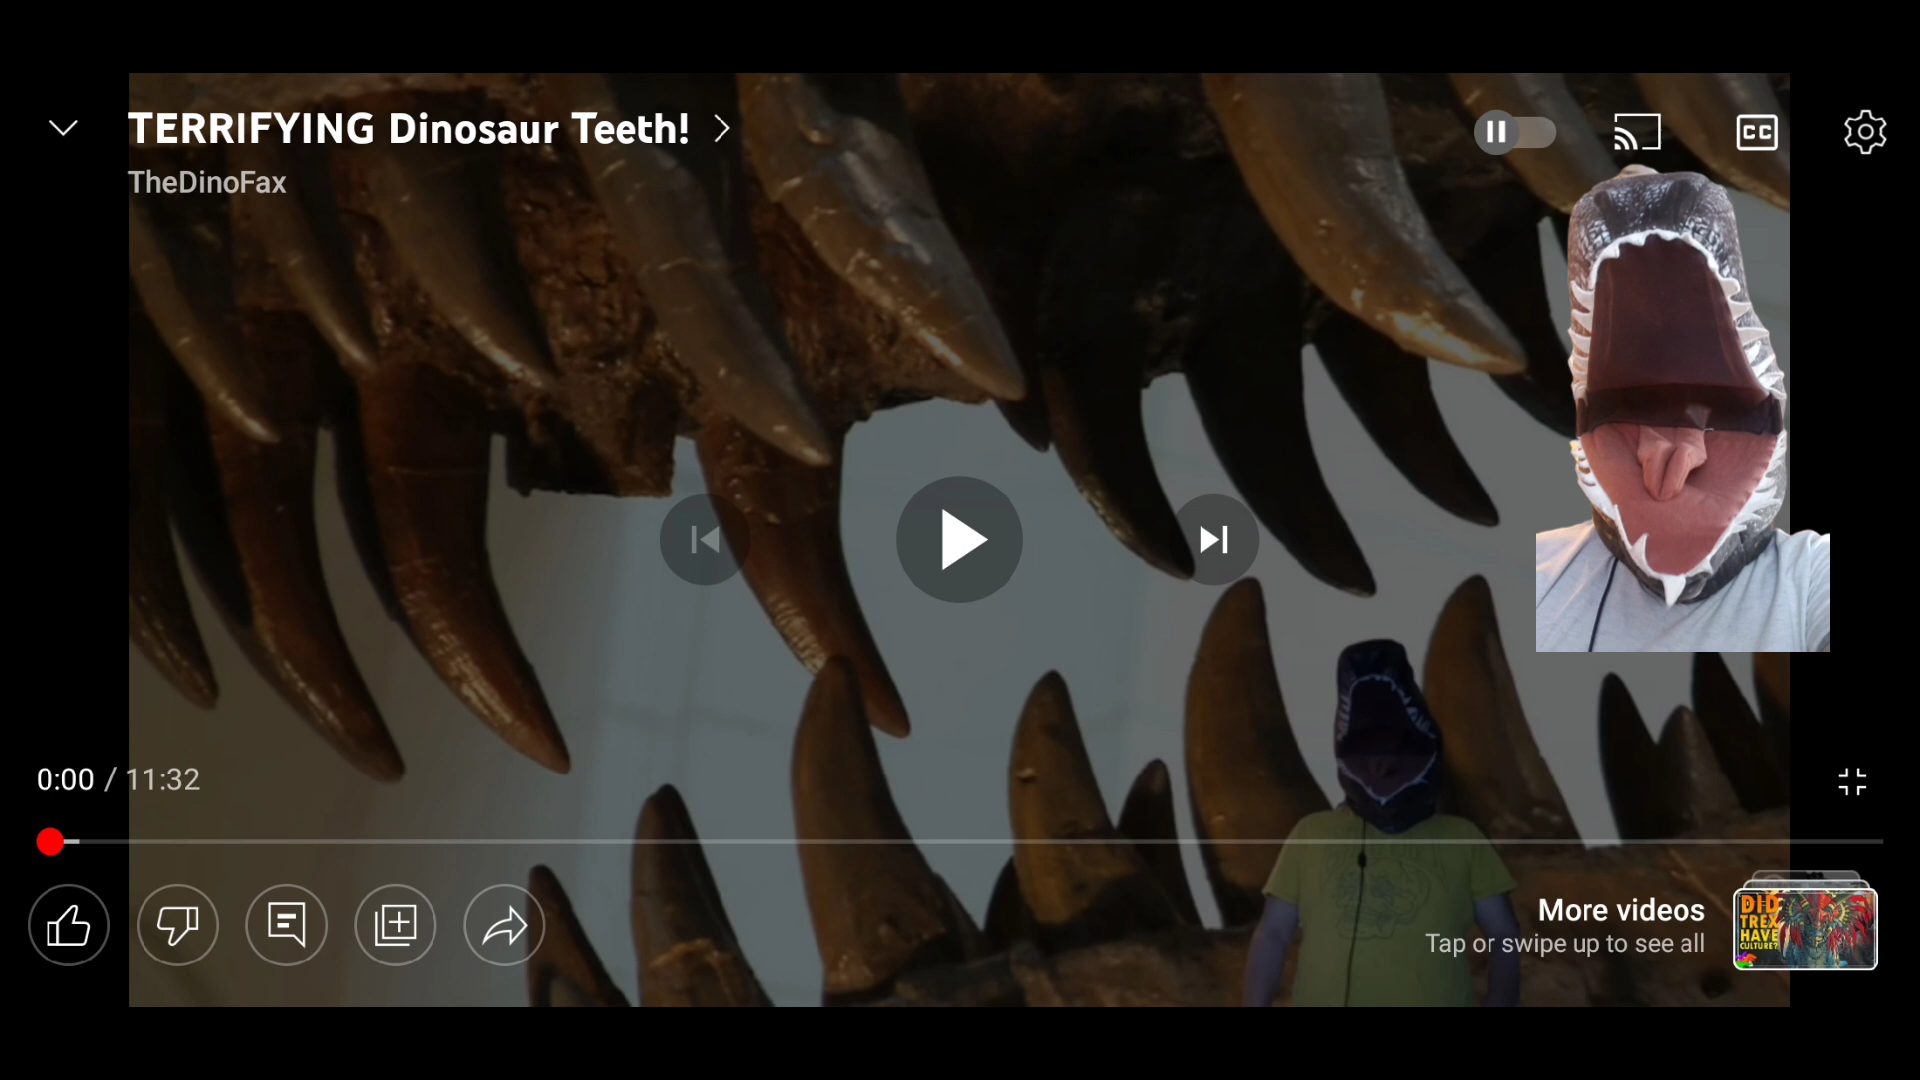 TERRIFYING Dinosaur Teeth!
TheDinoFax
CC
0:00 / 11:32
More videos
Tap or swipe up to see all
DID
TREX
HAVE
CULTURE?